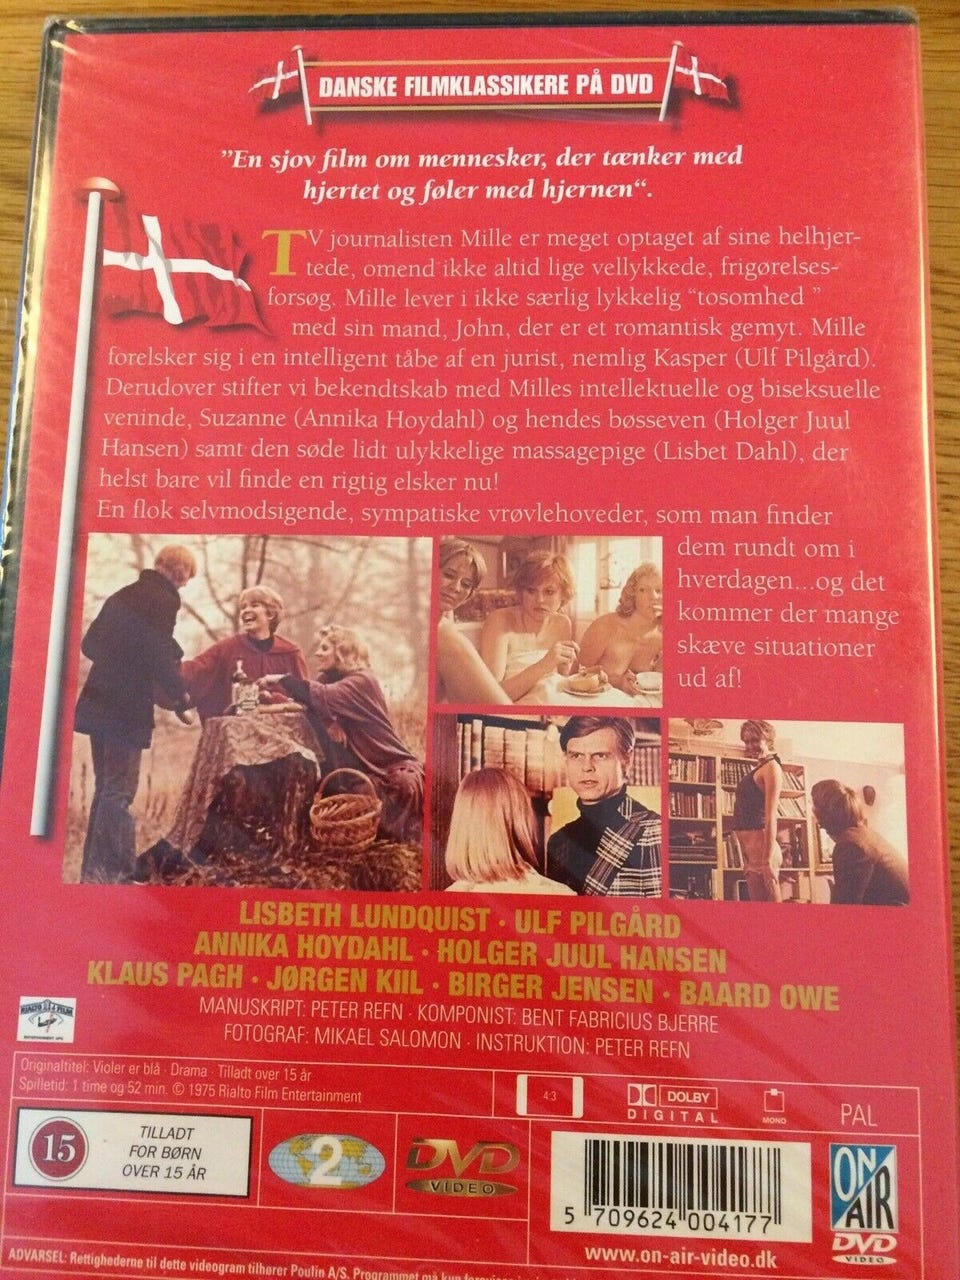 DANSKE FILMKLASSIKERE PÅ DVD
"En sjov film om mennesker, der tænker med
hjertet og føler med hjernen".
TV journalisten Mille er meget optaget af sine helhjer-
tede, omend ikke altid lige vellykkede, frigørelses-
forsøg. Mille lever i ikke særlig lykkelig "tosomhed "
med sin mand, John, der er et romantisk gemyt. Mille
forelsker sig i en intelligent tåbe af en jurist, nemlig Kasper (Ulf Pilgård).
Derudover stifter vi bekendtskab med Milles intellektuelle og biseksuelle
veninde, Suzanne (Annika Hoydahl) og hendes bøsseven (Holger Juul
Hansen) samt den søde lidt ulykkelige massagepige (Lisbet Dahl), der
helst bare vil finde en rigtig elsker nu!
En flok selvmodsigende, sympatiske vrøvlehoveder, som man finder
dem rundt om i
hverdagen...og det
kommer der mange
skæve situationer
ud af!
LISBETH LUNDQUIST · ULF PILGÅRD
ANNIKA HOYDAHL · HOLGER JUUL HANSEN
KLAUS PAGH · JØRGEN KIIL · BIRGER JENSEN · BAARD OWE
MANUSKRIPT: PETER REFN · KOMPONIST: BENT FABRICIUS BJERRE
FOTOGRAF: MIKAEL SALOMON · INSTRUKTION: PETER REFN
RIALTO FILM
Originaltitel: Violer er blå · Drama · Tilladt over 15 år
Spilletid: 1 time og 52 min. © 1975 Rialto Film Entertainment
4:3
DOLBY
DIGITAL
MONO
PAL
15
TILLADT
FOR BØRN
OVER 15 ÅR
2
DVD
VIDEO
5 709624 004177
www.on-air-video.dk
ON
AIR
DVD
VIDEO
ADVARSEL: Rettighederne til dette videogram tilhører Poulin A/S. Programmet må kun